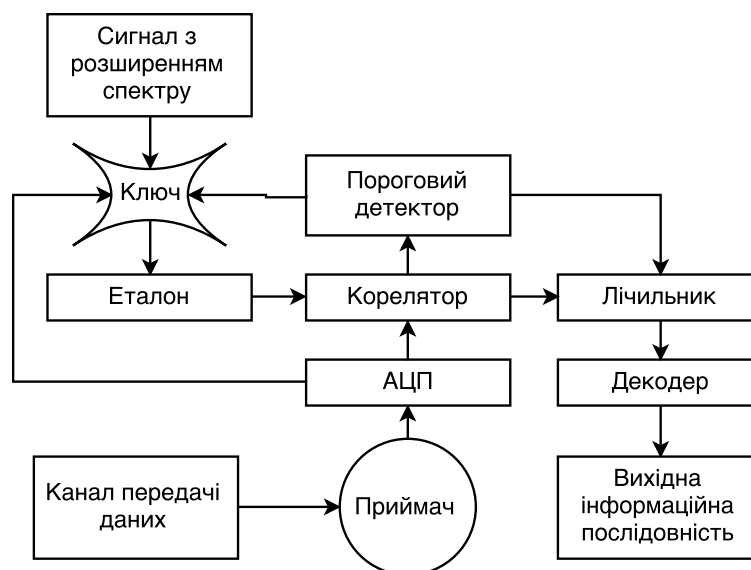 Сигнал з
розширенням
спектру
Ключ
Пороговий
детектор
Еталон
Корелятор
Лічильник
АЦП
Декодер
Канал передачі
даних
Приймач
Вихідна
інформаційна
послідовність